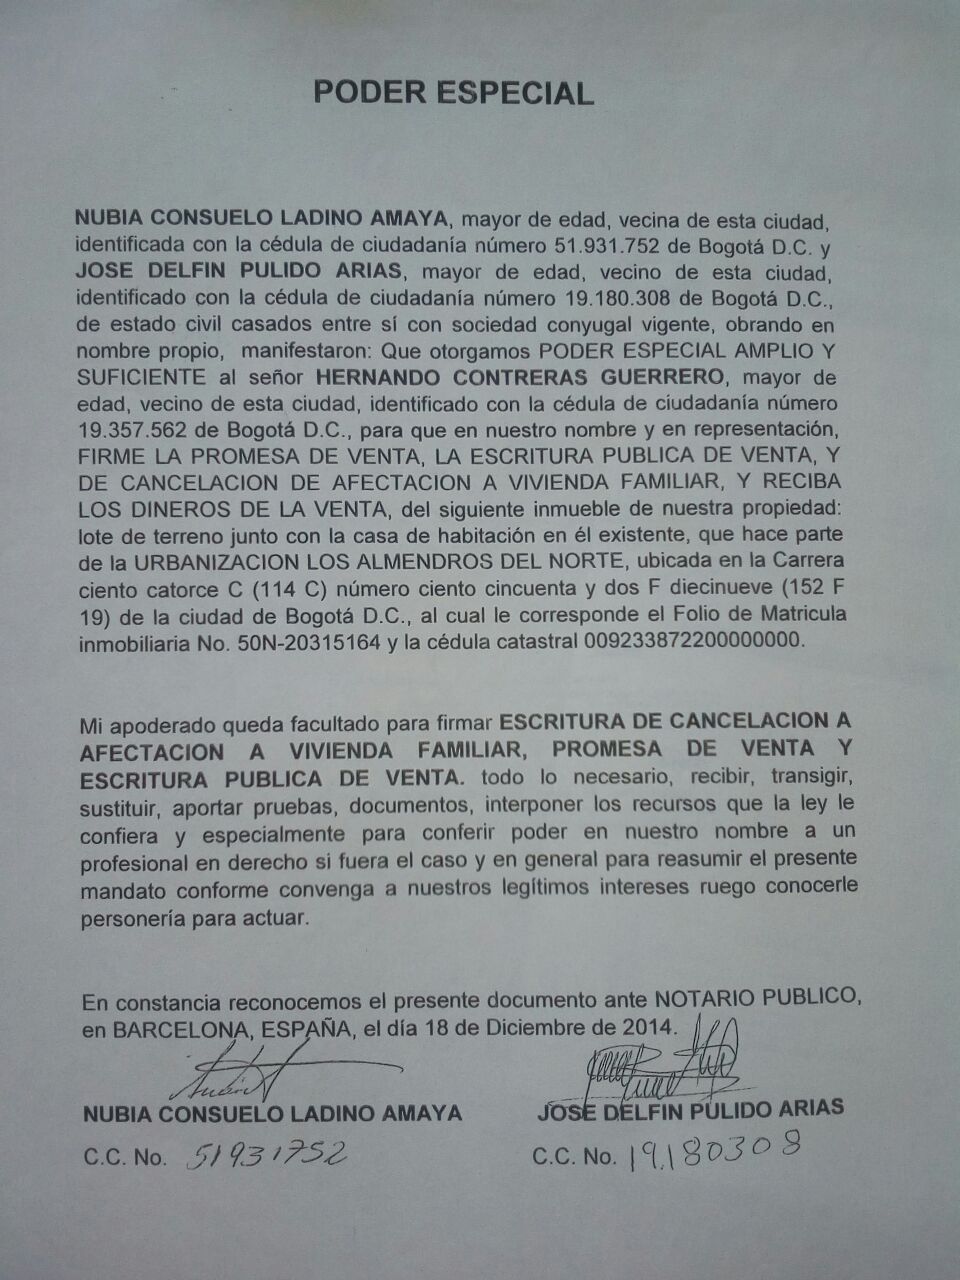 PODER ESPECIAL
NUBIA CONSUELO LADINO AMAYA, mayor de edad, vecina de esta ciudad,
identificada con la cédula de ciudadanía número 51.931.752 de Bogotá D.C. y
JOSE DELFIN PULIDO ARIAS, mayor de edad, vecino de esta ciudad,
identificado con la cédula de ciudadanía número 19.180.308 de Bogotá D.C.,
de estado civil casados entre sí con sociedad conyugal vigente, obrando en
nombre propio, manifestaron: Que otorgamos PODER ESPECIAL AMPLIO Y
SUFICIENTE al señor HERNANDO CONTRERAS GUERRERO, mayor de
edad, vecino de esta ciudad, identificado con la cédula de ciudadanía número
19.357.562 de Bogotá D.C., para que en nuestro nombre y en representación,
FIRME LA PROMESA DE VENTA, LA ESCRITURA PUBLICA DE VENTA, Y
DE CANCELACION DE AFECTACION A VIVIENDA FAMILIAR, Y RECIBA
LOS DINEROS DE LA VENTA, del siguiente inmueble de nuestra propiedad:
lote de terreno junto con la casa de habitación en él existente, que hace parte
de la URBANIZACION LOS ALMENDROS DEL NORTE, ubicada en la Carrera
ciento catorce C (114 C) número ciento cincuenta y dos F diecinueve (152 F
19) de la ciudad de Bogotá D.C., al cual le corresponde el Folio de Matricula
inmobiliaria No. 50N-20315164 y la cédula catastral 009233872200000000.
Mi apoderado queda facultado para firmar ESCRITURA DE CANCELACION A
AFECTACION A VIVIENDA FAMILIAR, PROMESA DE VENTA Y
ESCRITURA PUBLICA DE VENTA. todo lo necesario, recibir, transigir,
sustituir, aportar pruebas, documentos, interponer los recursos que la ley le
confiera y especialmente para conferir poder en nuestro nombre a un
profesional en derecho si fuera el caso y en general para reasumir el presente
mandato conforme convenga a nuestros legítimos intereses ruego conocerle
personería para actuar.
En constancia reconocemos el presente documento ante NOTARIO PUBLICO,
en BARCELONA, ESPAÑA, el día 18 de Diciembre de 2014.
NUBIA CONSUELO LADINO AMAYA JOSE DELFIN PULIDO ARIAS
C.C. No. 51931752 C.C. No. 19.180308